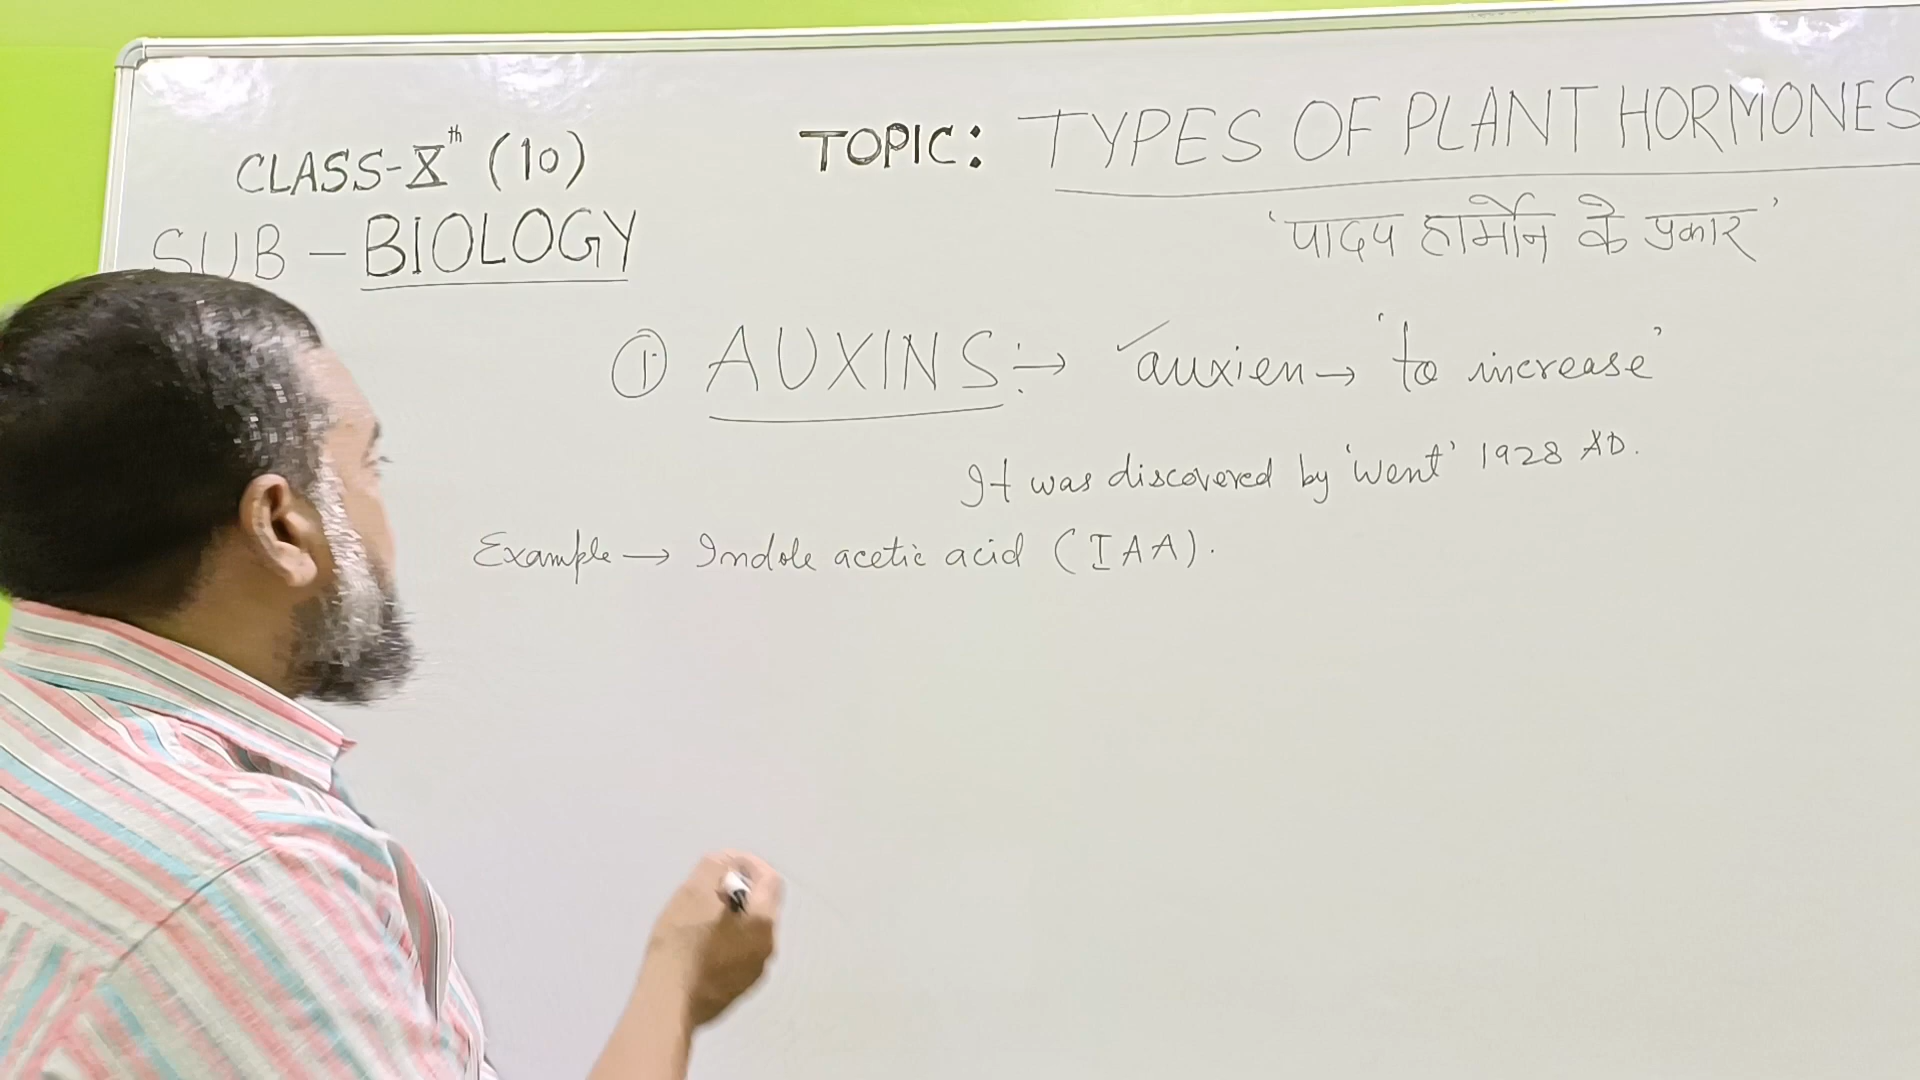 CLASS-Xth (10)
SUB - BIOLOGY
TOPIC: TYPES OF PLANT HORMONES
'पादप हार्मोन के प्रकार'
① AUXINS:→ ✓auxien → 'to increase'
It was discovered by 'Went' 1928 AD.
Example → Indole acetic acid (IAA).